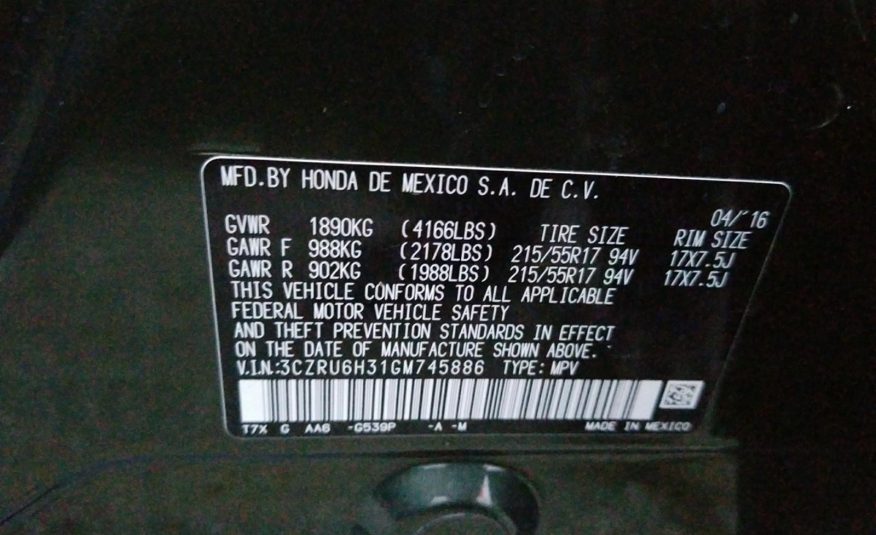 MFD.BY HONDA DE MEXICO S.A. DE C.V.
04/'16
GVWR 1890KG (4166LBS) TIRE SIZE RIM SIZE
GAWR F 988KG (2178LBS) 215/55R17 94V 17X7.5J
GAWR R 902KG (1988LBS) 215/55R17 94V 17X7.5J
THIS VEHICLE CONFORMS TO ALL APPLICABLE
FEDERAL MOTOR VEHICLE SAFETY
AND THEFT PREVENTION STANDARDS IN EFFECT
ON THE DATE OF MANUFACTURE SHOWN ABOVE.
V.I.N.:3CZRU6H31GM745886 TYPE: MPV
T7X G AA6 -G539P -A -M MADE IN MEXICO